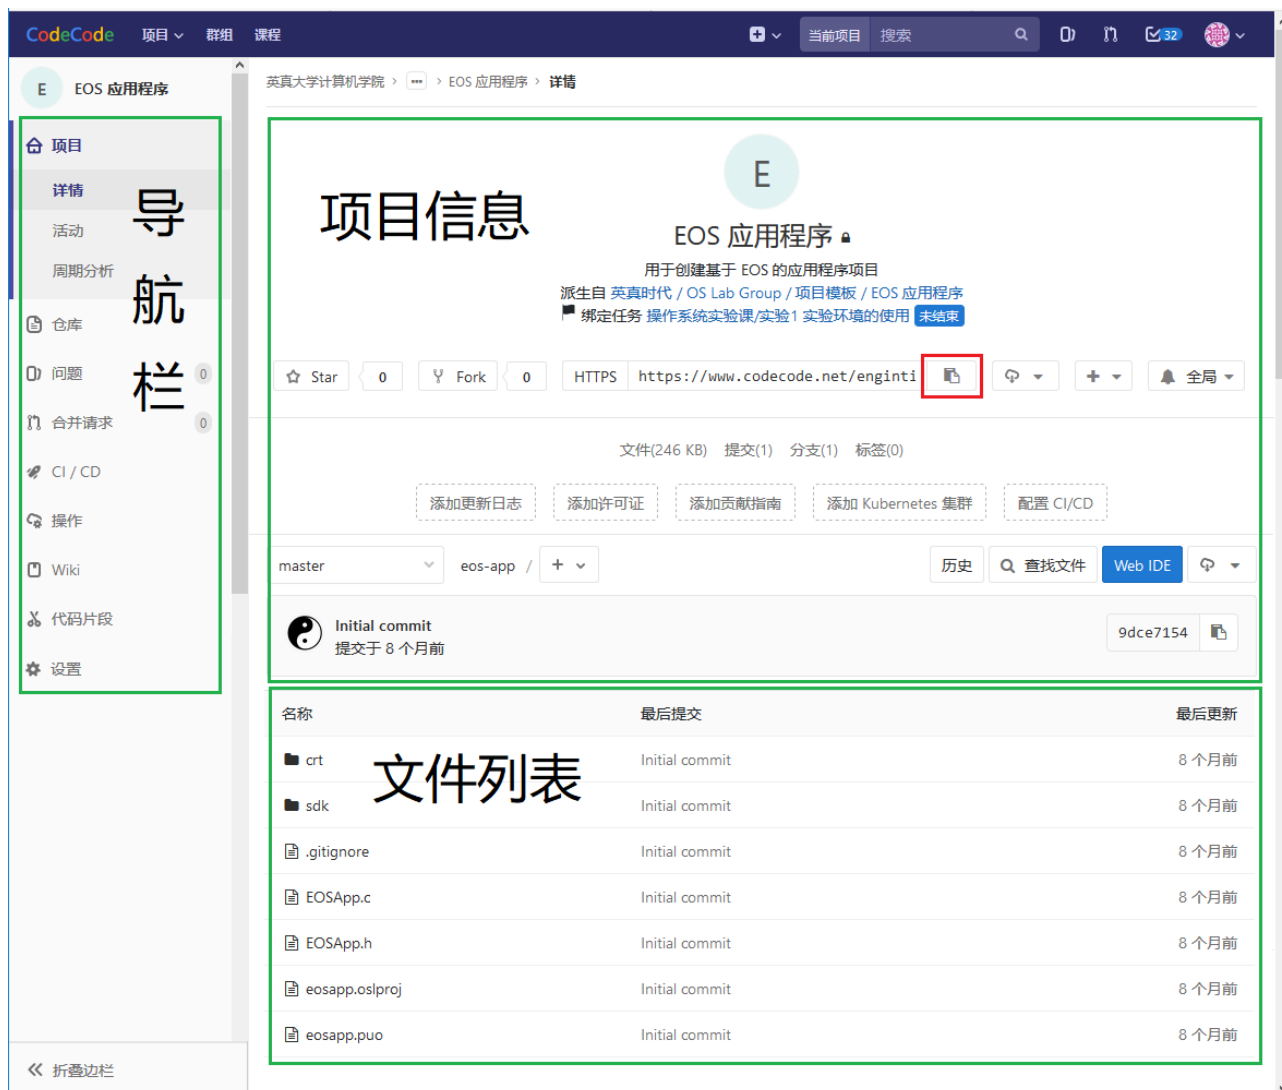 CodeCode 项目 群组 课程 当前项目 搜索 32
E EOS 应用程序
英真大学计算机学院 > ... > EOS 应用程序 > 详情
项目
详情
活动
周期分析
仓库
问题 0
合并请求 0
CI / CD
操作
Wiki
代码片段
设置
折叠边栏
导航栏
项目信息
E
EOS 应用程序
用于创建基于 EOS 的应用程序项目
派生自 英真时代 / OS Lab Group / 项目模板 / EOS 应用程序
绑定任务 操作系统实验课/实验1 实验环境的使用 未结束
Star 0 Fork 0 HTTPS https://www.codecode.net/enginti 全局
文件(246 KB) 提交(1) 分支(1) 标签(0)
添加更新日志 添加许可证 添加贡献指南 添加 Kubernetes 集群 配置 CI/CD
master eos-app / + 历史 查找文件 Web IDE
Initial commit
提交于 8 个月前
9dce7154
文件列表
名称 最后提交 最后更新
crt Initial commit 8 个月前
sdk Initial commit 8 个月前
.gitignore Initial commit 8 个月前
EOSApp.c Initial commit 8 个月前
EOSApp.h Initial commit 8 个月前
eosapp.oslproj Initial commit 8 个月前
eosapp.puo Initial commit 8 个月前